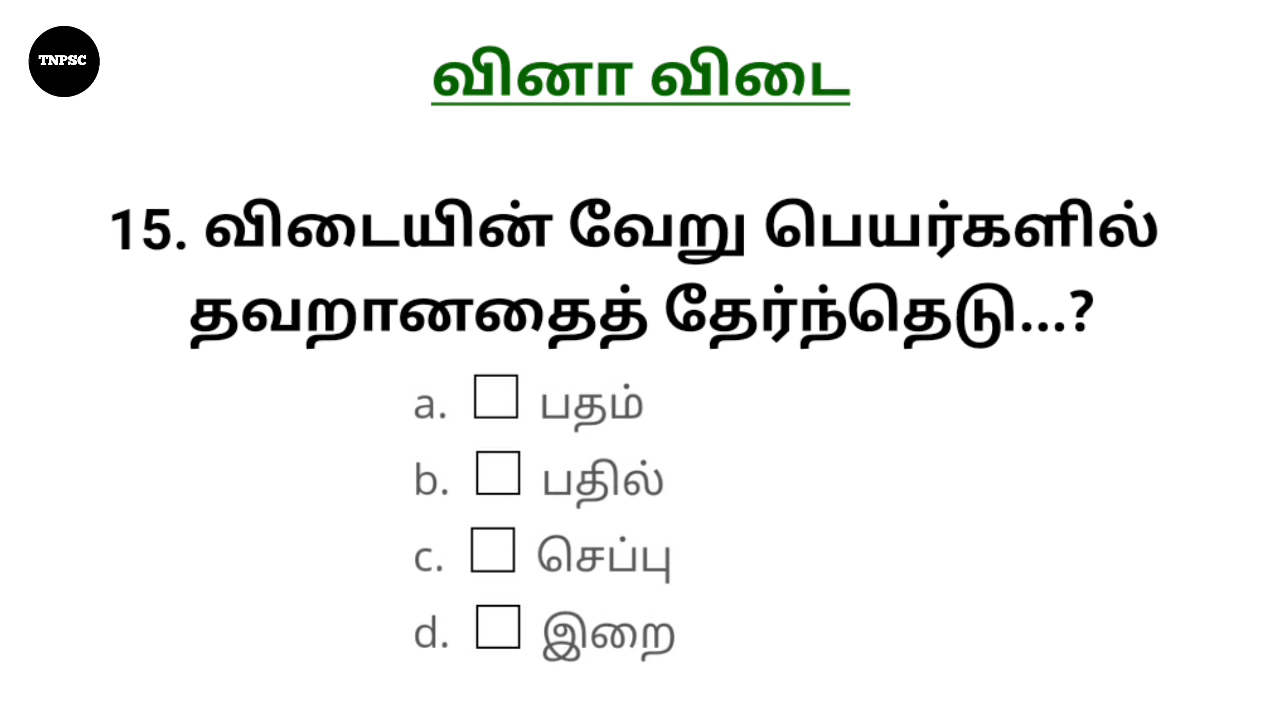 TNPSC
வினா விடை
15. விடையின் வேறு பெயர்களில்
தவறானதைத் தேர்ந்தெடு...?
a. பதம்
b. பதில்
c. செப்பு
d. இறை